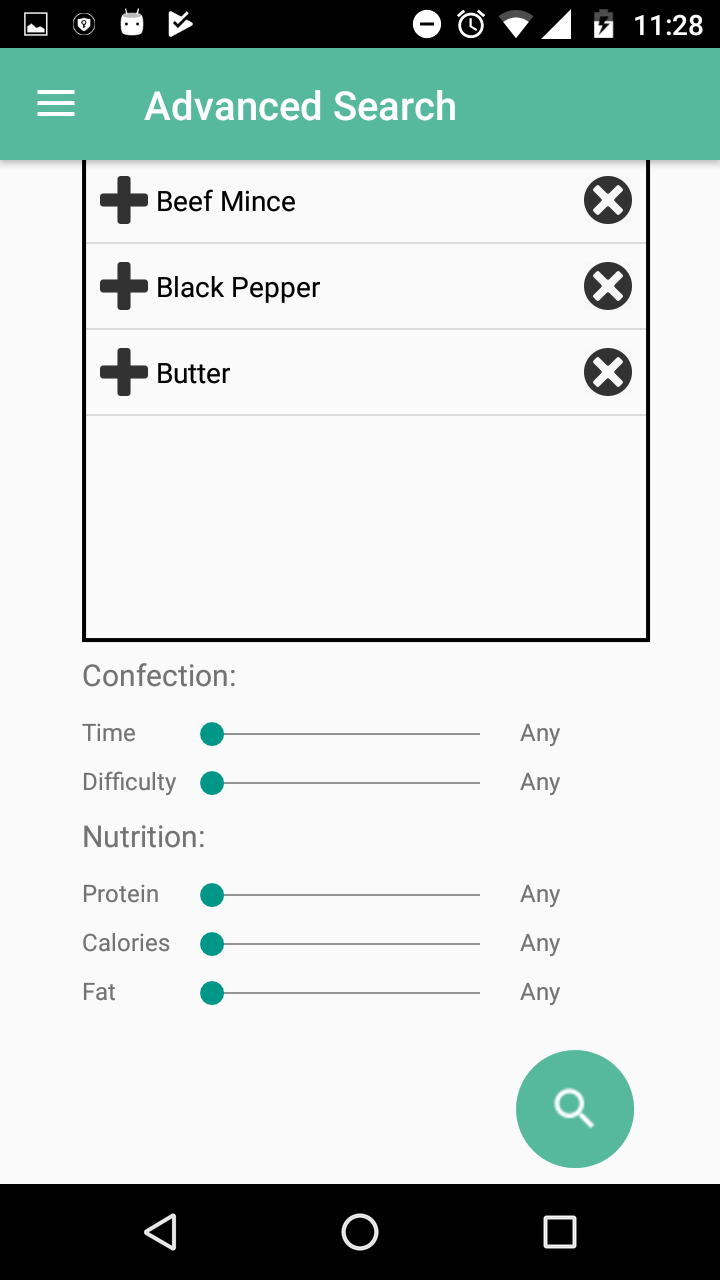 11:28
Advanced Search
Beef Mince
Black Pepper
Butter
Confection:
Time Any
Difficulty Any
Nutrition:
Protein Any
Calories Any
Fat Any